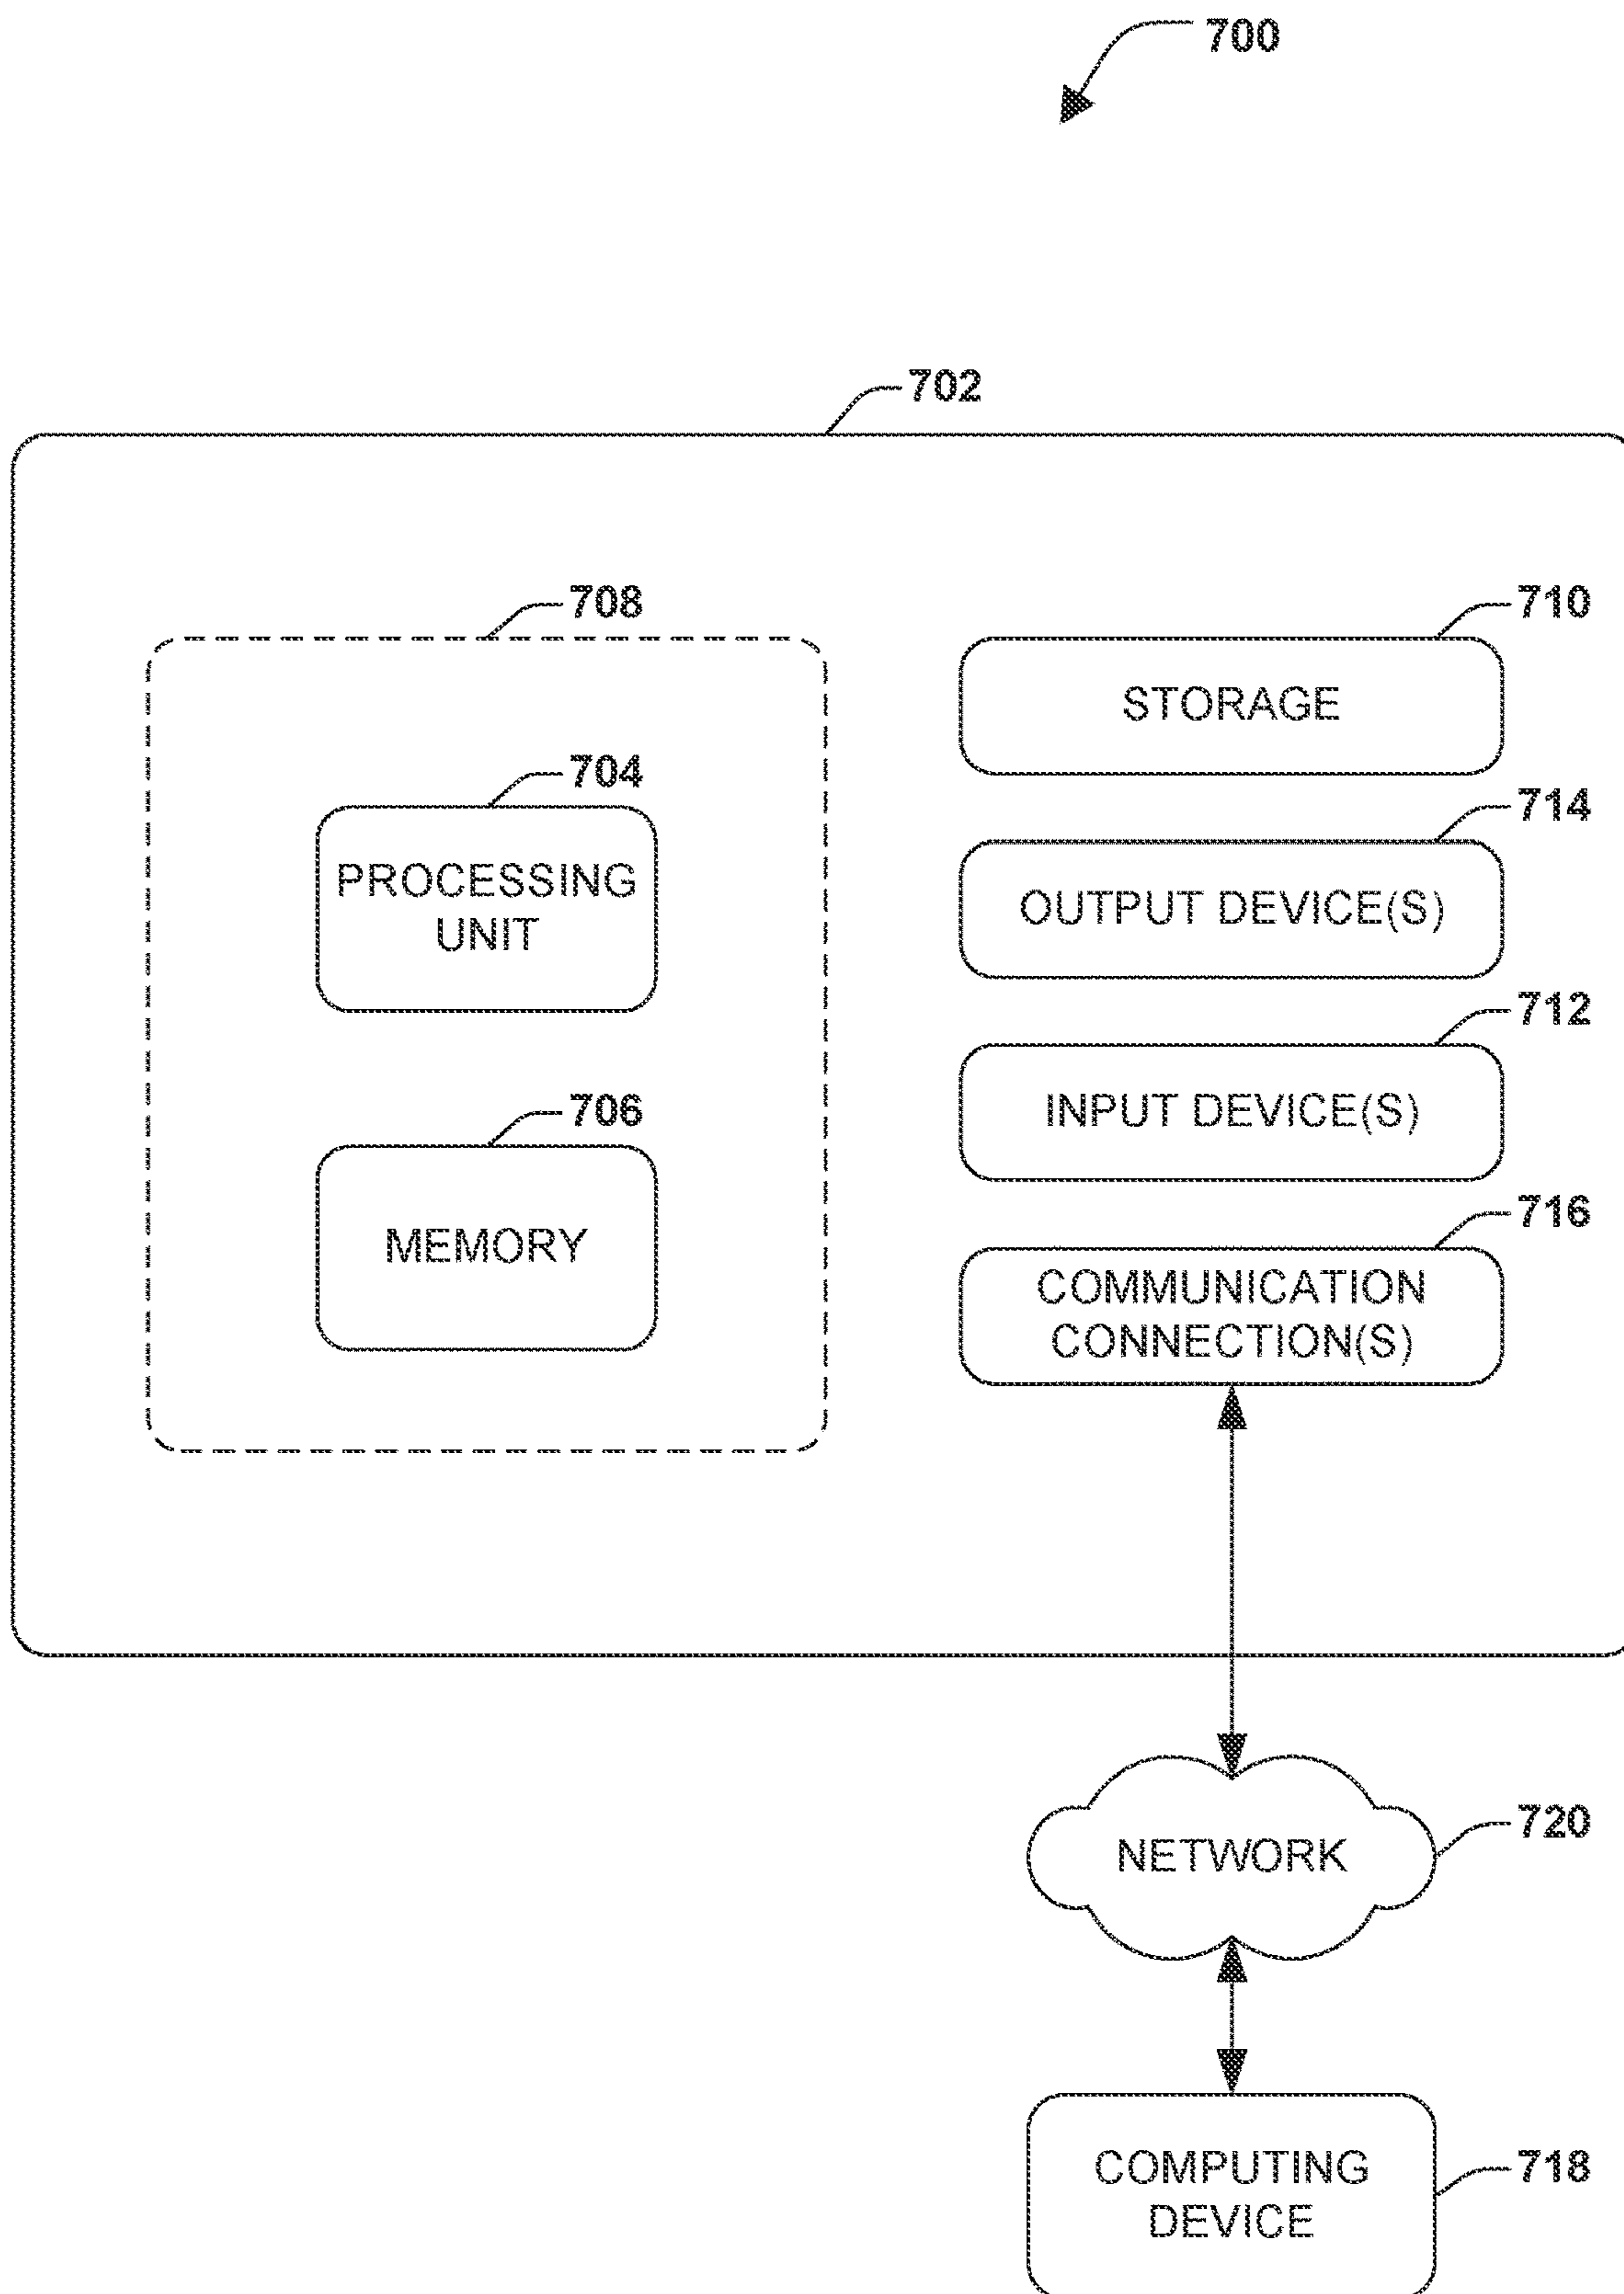 700
702
708
710
STORAGE
704
714
PROCESSING
UNIT
OUTPUT DEVICE(S)
712
706
INPUT DEVICE(S)
MEMORY
716
COMMUNICATION
CONNECTION(S)
720
NETWORK
718
COMPUTING
DEVICE